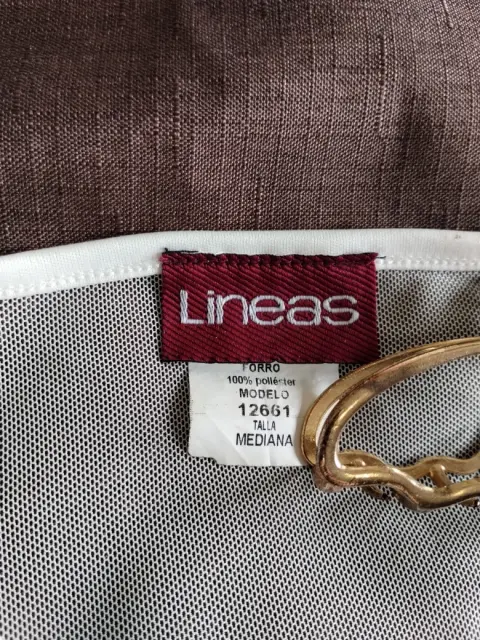 Lineas
FORRO
100% poliéster
MODELO
12661
TALLA
MEDIANA